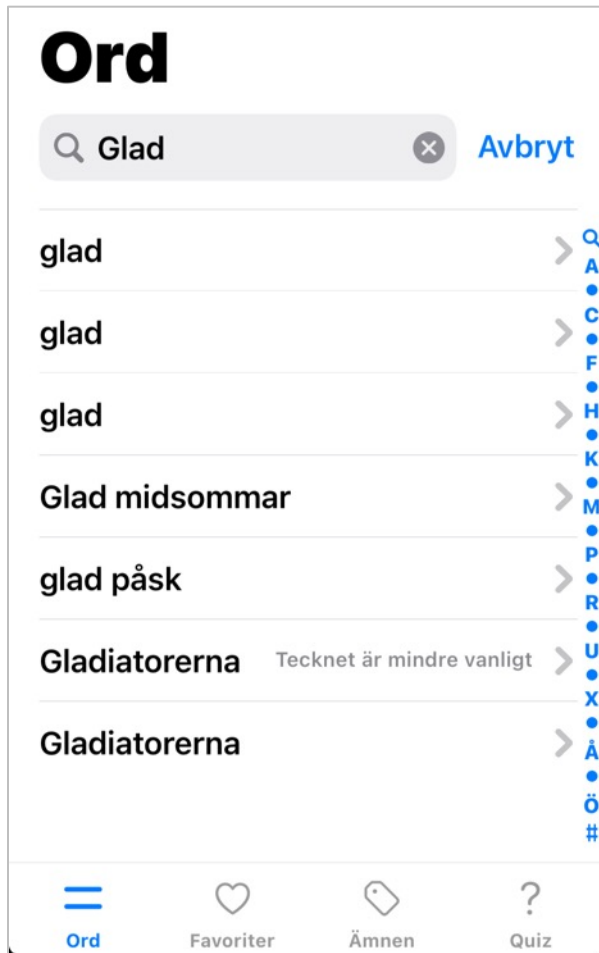 Ord
Glad Avbryt
glad
glad
glad
Glad midsommar
glad påsk
Gladiatorerna Tecknet är mindre vanligt
Gladiatorerna
A
C
F
H
K
M
P
R
U
X
Å
Ö
#
Ord Favoriter Ämnen Quiz